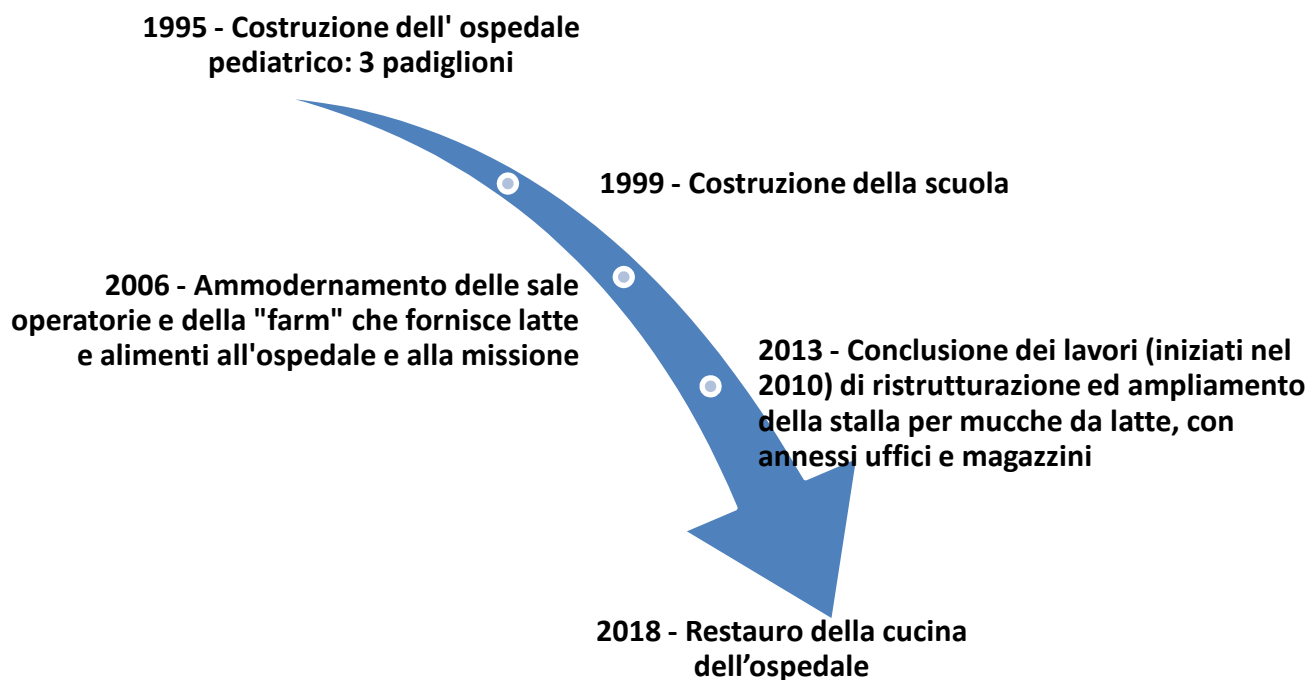 1995 - Costruzione dell' ospedale
pediatrico: 3 padiglioni
1999 - Costruzione della scuola
2006 - Ammodernamento delle sale
operatorie e della "farm" che fornisce latte
e alimenti all'ospedale e alla missione
2013 - Conclusione dei lavori (iniziati nel
2010) di ristrutturazione ed ampliamento
della stalla per mucche da latte, con
annessi uffici e magazzini
2018 - Restauro della cucina
dell’ospedale